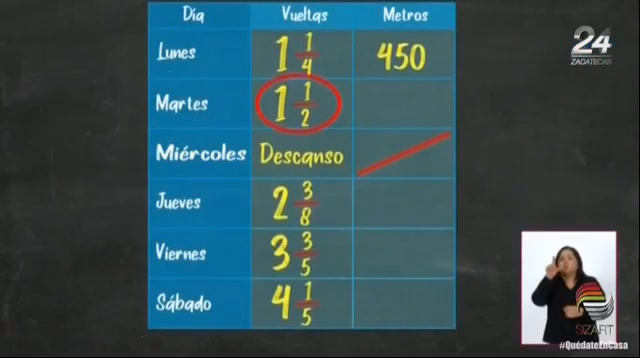 Día Vueltas Metros
Lunes 1 1/4 450
Martes 1 1/2
Miércoles Descanso
Jueves 2 3/8
Viernes 3 3/5
Sábado 4 1/5
24
ZACATECAS
SIZART
#QuédateEnCasa